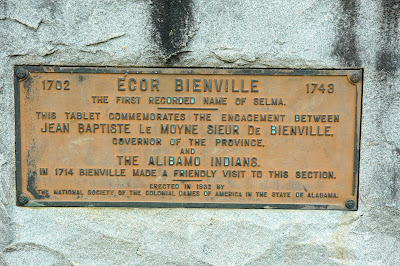 1702 ECOR BIENVILLE 1743
THE FIRST RECORDED NAME OF SELMA.
THIS TABLET COMMEMORATES THE ENGAGEMENT BETWEEN
JEAN BAPTISTE LE MOYNE SIEUR DE BIENVILLE,
GOVERNOR OF THE PROVINCE,
AND
THE ALIBAMO INDIANS.
IN 1714 BIENVILLE MADE A FRIENDLY VISIT TO THIS SECTION.
ERECTED IN 1932 BY
THE NATIONAL SOCIETY OF THE COLONIAL DAMES OF AMERICA IN THE STATE OF ALABAMA.